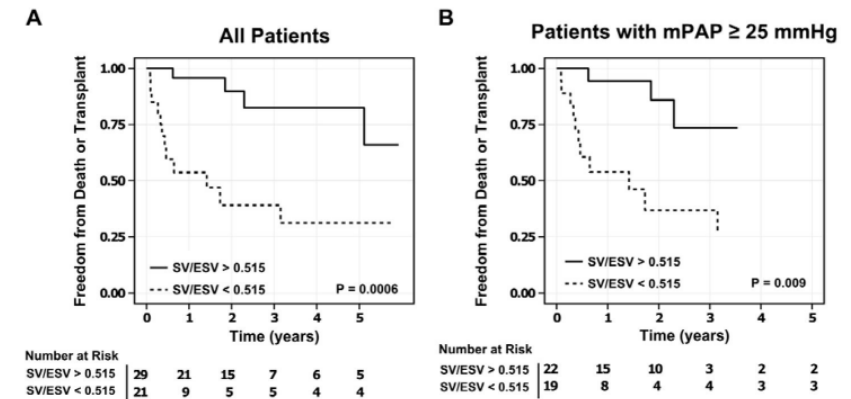 A
All Patients
Freedom from Death or Transplant
1.00
0.75
0.50
0.25
0.00
SV/ESV > 0.515
SV/ESV < 0.515
P = 0.0006
0 1 2 3 4 5
Time (years)
Number at Risk
SV/ESV > 0.515 29 21 15 7 6 5
SV/ESV < 0.515 21 9 5 5 4 4
B
Patients with mPAP ≥ 25 mmHg
Freedom from Death or Transplant
1.00
0.75
0.50
0.25
0.00
SV/ESV > 0.515
SV/ESV < 0.515
P = 0.009
0 1 2 3 4 5
Time (years)
Number at Risk
SV/ESV > 0.515 22 15 10 3 2 2
SV/ESV < 0.515 19 8 4 4 3 3